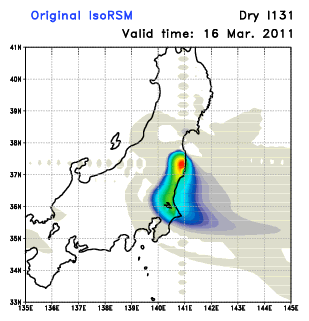 Original IsoRSM Dry I131
Valid time: 16 Mar. 2011
41N
40N
39N
38N
37N
36N
35N
34N
33N
135E 136E 137E 138E 139E 140E 141E 142E 143E 144E 145E